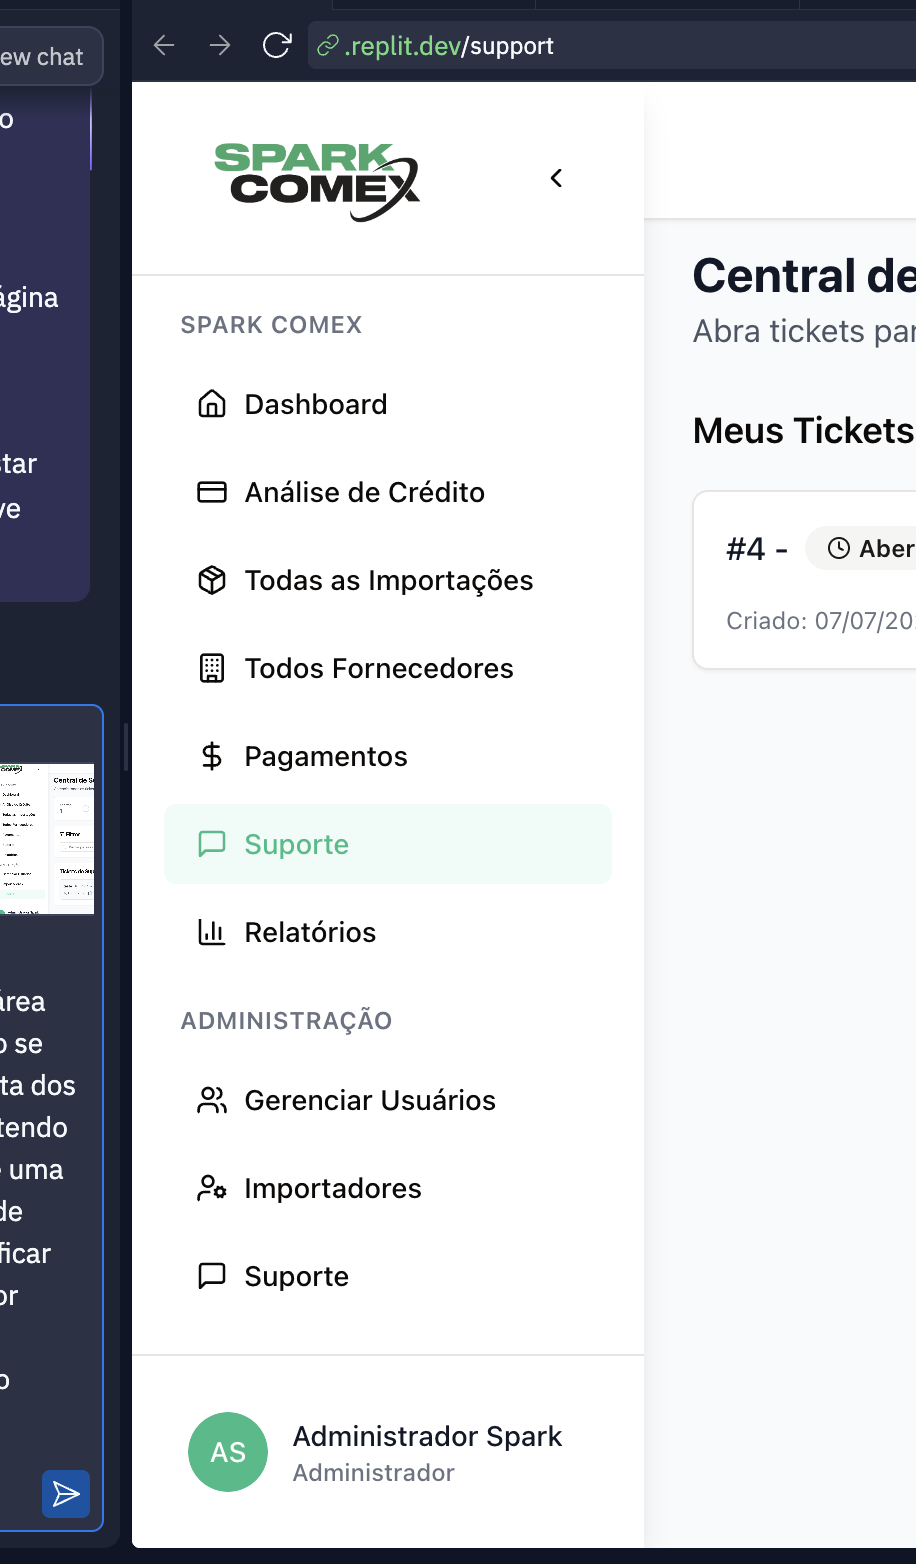 ew chat
o
ágina
star
ve
área
o se
ta dos
tendo
e uma
de
ficar
or
o
.replit.dev/support
SPARK
COMEX
SPARK COMEX
Dashboard
Análise de Crédito
Todas as Importações
Todos Fornecedores
Pagamentos
Suporte
Relatórios
ADMINISTRAÇÃO
Gerenciar Usuários
Importadores
Suporte
AS
Administrador Spark
Administrador
Central de
Abra tickets par
Meus Tickets
#4 - Aber
Criado: 07/07/20